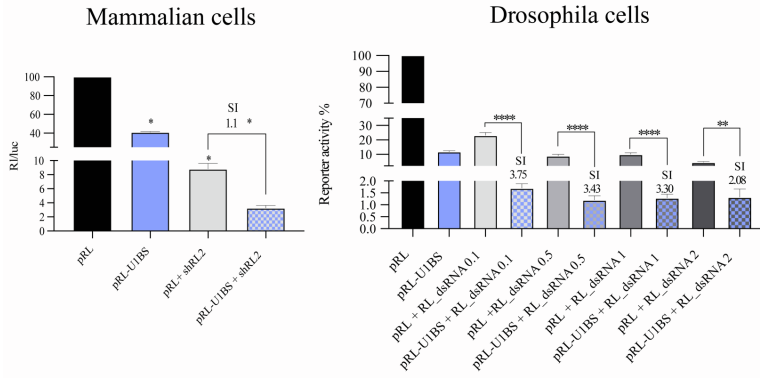 Mammalian cells
Drosophila cells
RI/luc
100
80
60
40
10
8
6
4
2
0
*
*
SI
1.1 *
pRL
pRL-U1BS
pRL+ shRL2
pRL-U1BS + shRL2
Reporter activity %
100
90
80
70
30
20
10
2.0
1.5
1.0
0.5
0.0
****
****
****
**
SI
3.75
SI
3.43
SI
3.30
SI
2.08
pRL
pRL-U1BS
pRL + RL_dsRNA 0.1
pRL-U1BS + RL_dsRNA 0.1
pRL +RL_dsRNA 0.5
pRL-U1BS + RL_dsRNA 0.5
pRL + RL_dsRNA 1
pRL-U1BS + RL_dsRNA 1
pRL + RL_dsRNA 2
pRL-U1BS + RL_dsRNA 2